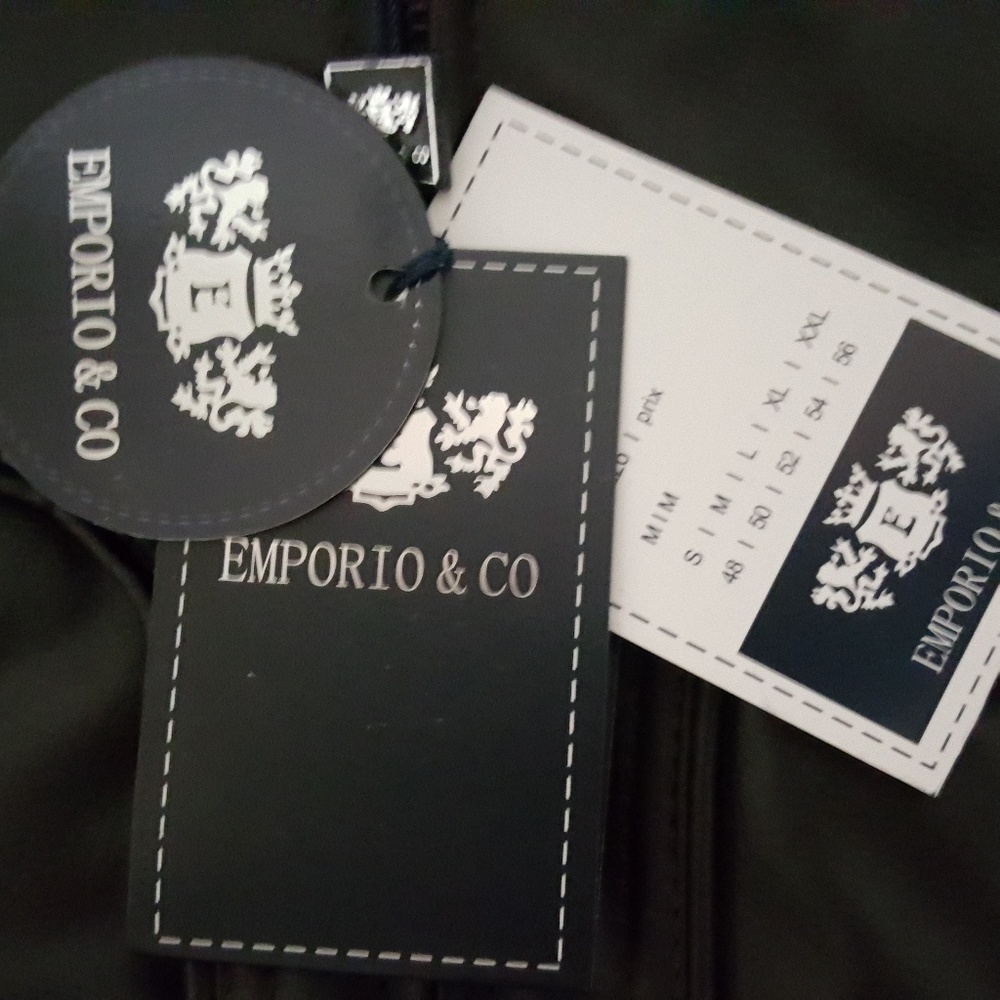 EMPORIO & CO
E
EMPORIO & CO
prix
M I M
S I M I L I XL I XXL
48 I 50 I 52 I 54 I 56
E
EMPORIO &